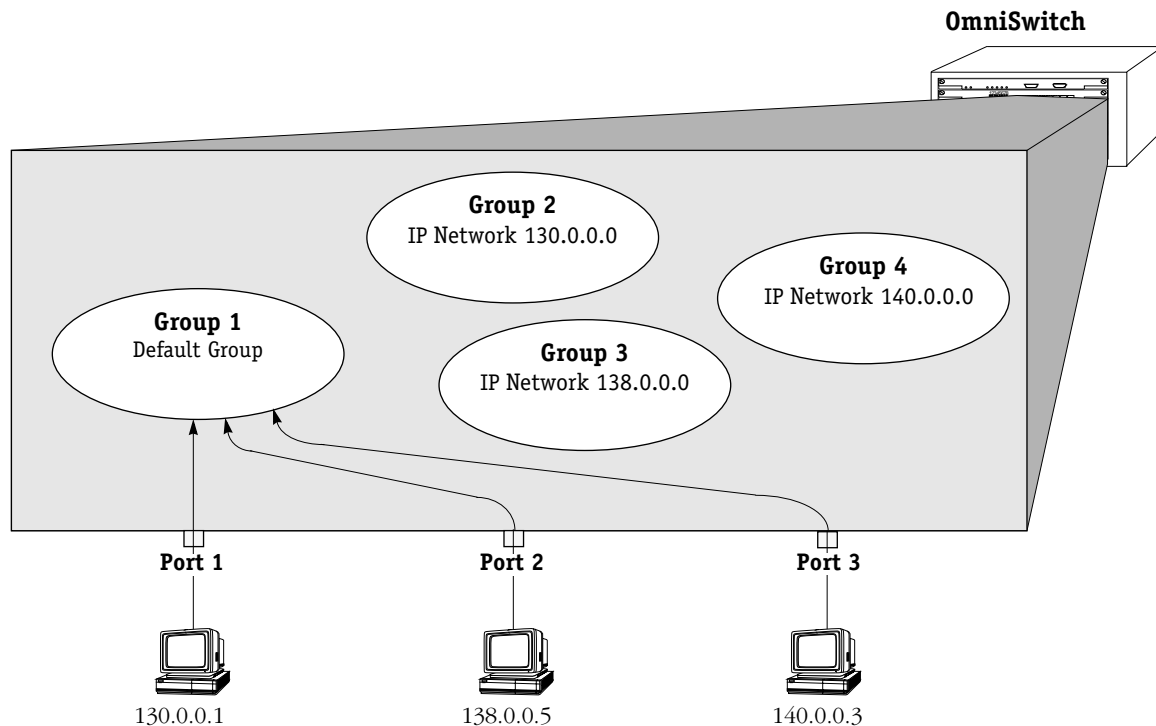 OmniSwitch
Group 2
IP Network 130.0.0.0
Group 4
IP Network 140.0.0.0
Group 1
Default Group
Group 3
IP Network 138.0.0.0
Port 1
Port 2
Port 3
130.0.0.1
138.0.0.5
140.0.0.3